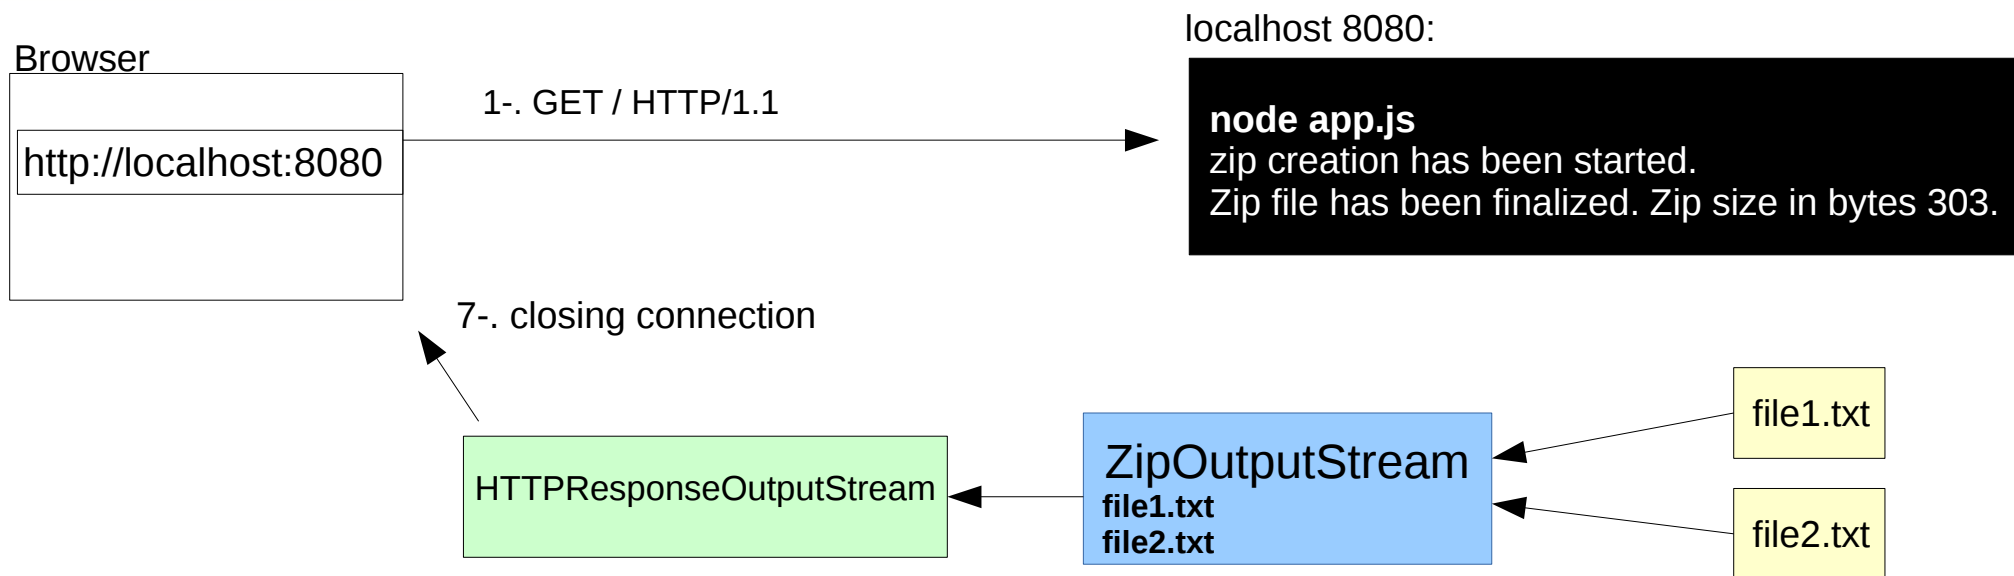 localhost 8080:
Browser
1-. GET / HTTP/1.1
http://localhost:8080
node app.js
zip creation has been started.
Zip file has been finalized. Zip size in bytes 303.
7-. closing connection
HTTPResponseOutputStream
ZipOutputStream
file1.txt
file2.txt
file1.txt
file2.txt